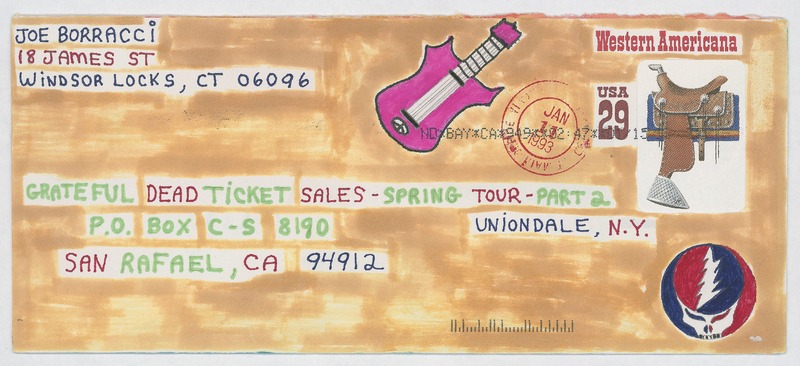 JOE BORRACCi
18 JAMES ST
WiNDSOR LOCKS, CT 06096
Western Americana
USA
29
JAN
1993
GRATEFUL DEAD TiCKET SALES - SPRING TOUR - PART 2
P.O. BOX C-S 8190
UNiONDALE, N.Y.
SAN RAFAEL, CA 94912